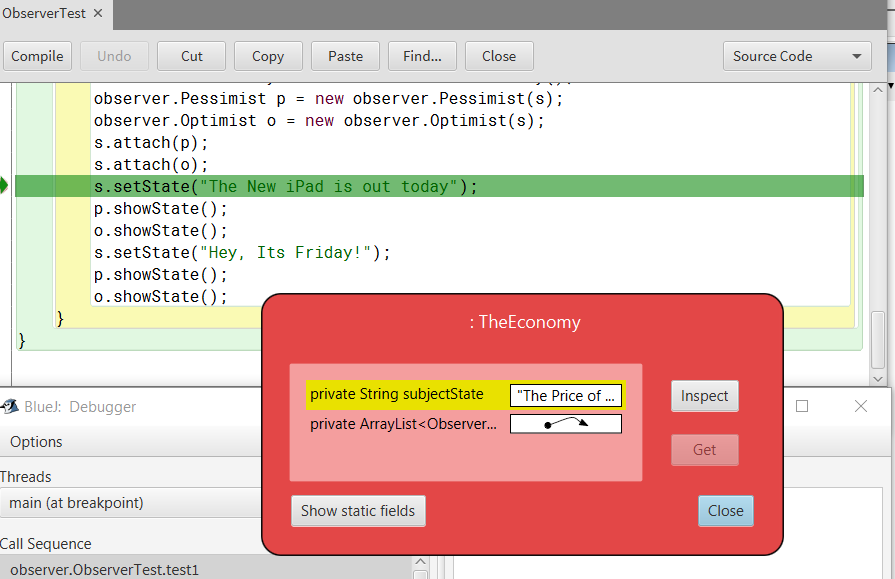 ObserverTest ×
Compile Undo Cut Copy Paste Find... Close Source Code
observer.Pessimist p = new observer.Pessimist(s);
observer.Optimist o = new observer.Optimist(s);
s.attach(p);
s.attach(o);
s.setState("The New iPad is out today");
p.showState();
o.showState();
s.setState("Hey, Its Friday!");
p.showState();
o.showState();
}
}
: TheEconomy
private String subjectState "The Price of ...
private ArrayList<Observer...
Inspect
Get
Show static fields
Close
BlueJ: Debugger
Options
Threads
main (at breakpoint)
Call Sequence
observer.ObserverTest.test1